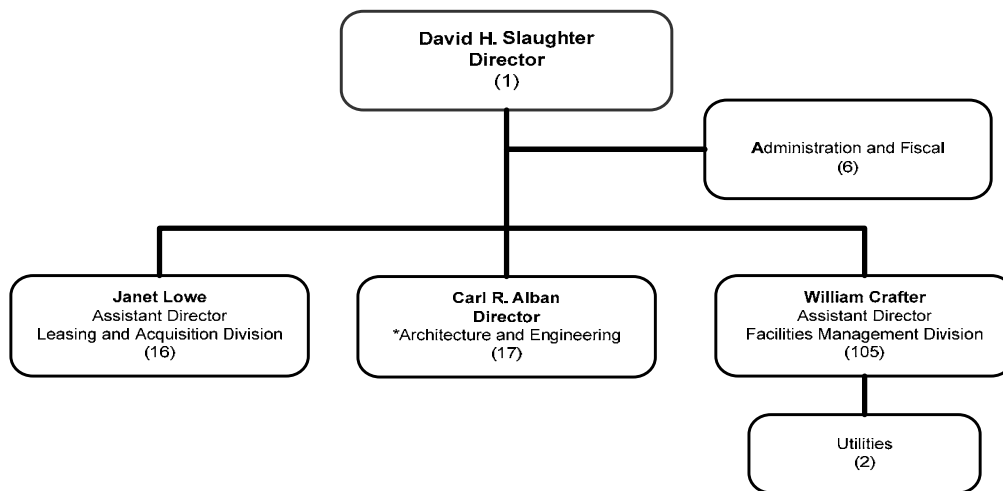 David H. Slaughter
Director
(1)
Administration and Fiscal
(6)
Janet Lowe
Assistant Director
Leasing and Acquisition Division
(16)
Carl R. Alban
Director
*Architecture and Engineering
(17)
William Crafter
Assistant Director
Facilities Management Division
(105)
Utilities
(2)